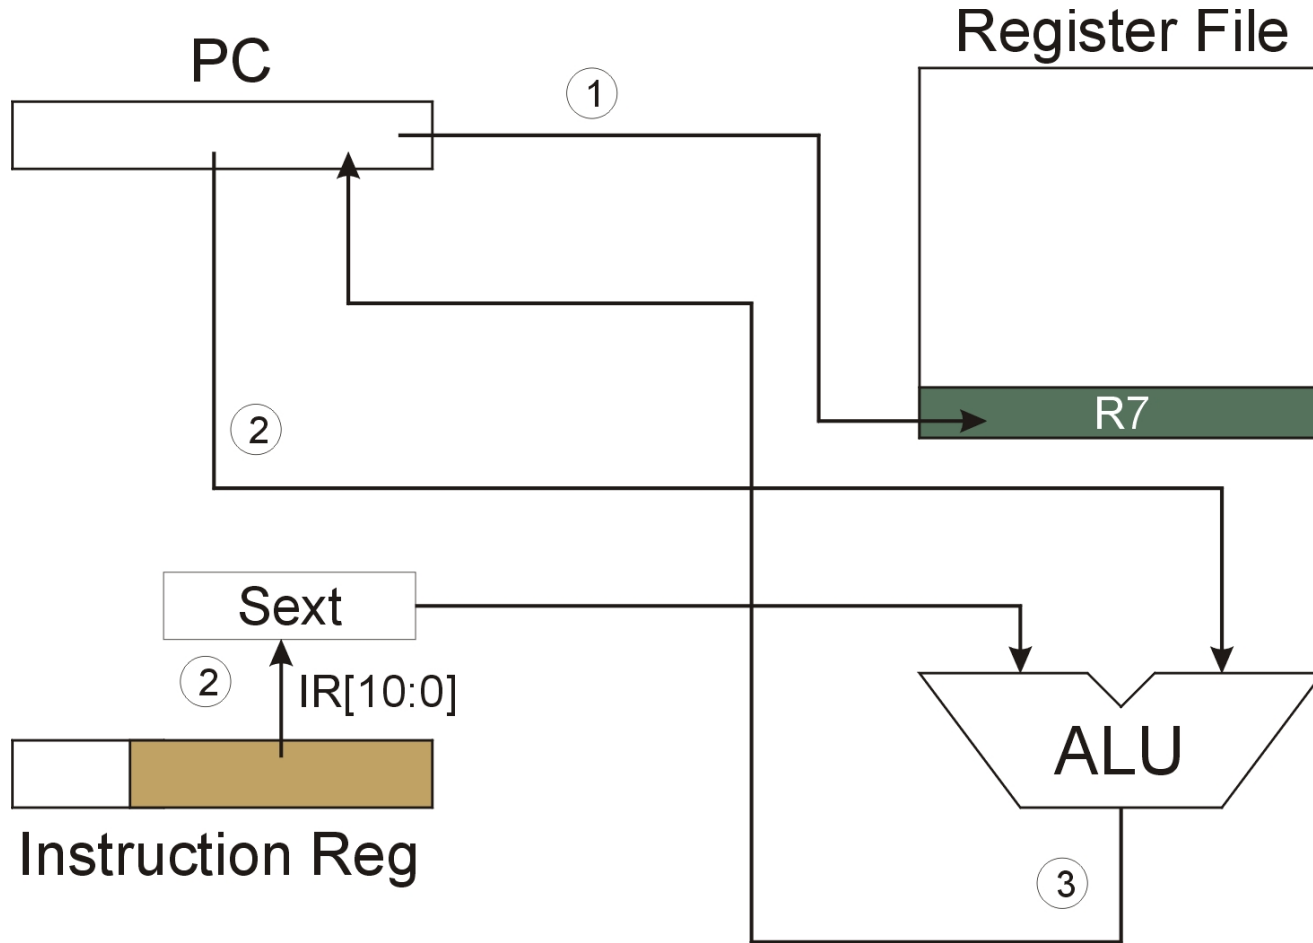 Register File
PC
1
R7
2
Sext
2
IR[10:0]
ALU
Instruction Reg
3